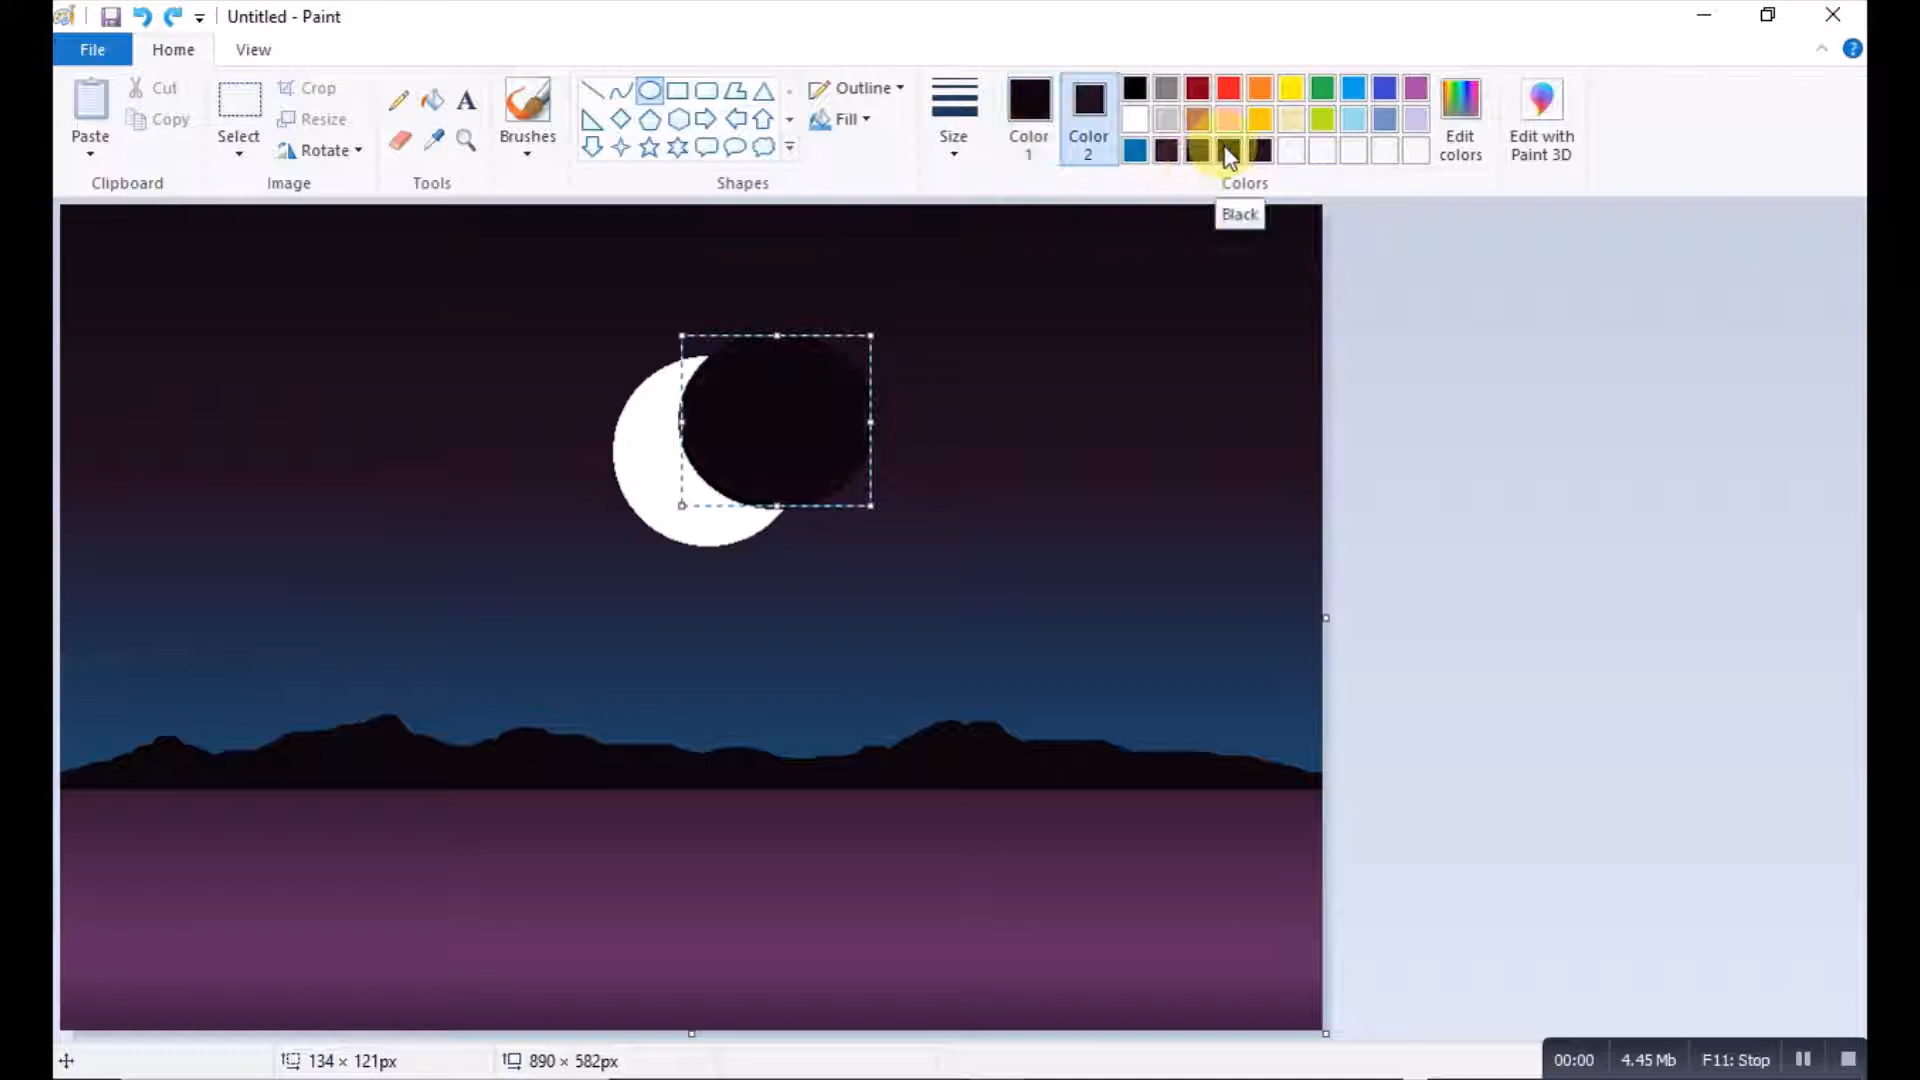 Untitled - Paint
File Home View
Paste
Cut
Copy
Clipboard
Select
Crop
Resize
Rotate
Image
A
Tools
Brushes
Shapes
Outline
Fill
Size
Color 1
Color 2
Black
Colors
Edit colors
Edit with Paint 3D
?
134 × 121px
890 × 582px
00:00
4.45 Mb
F11: Stop